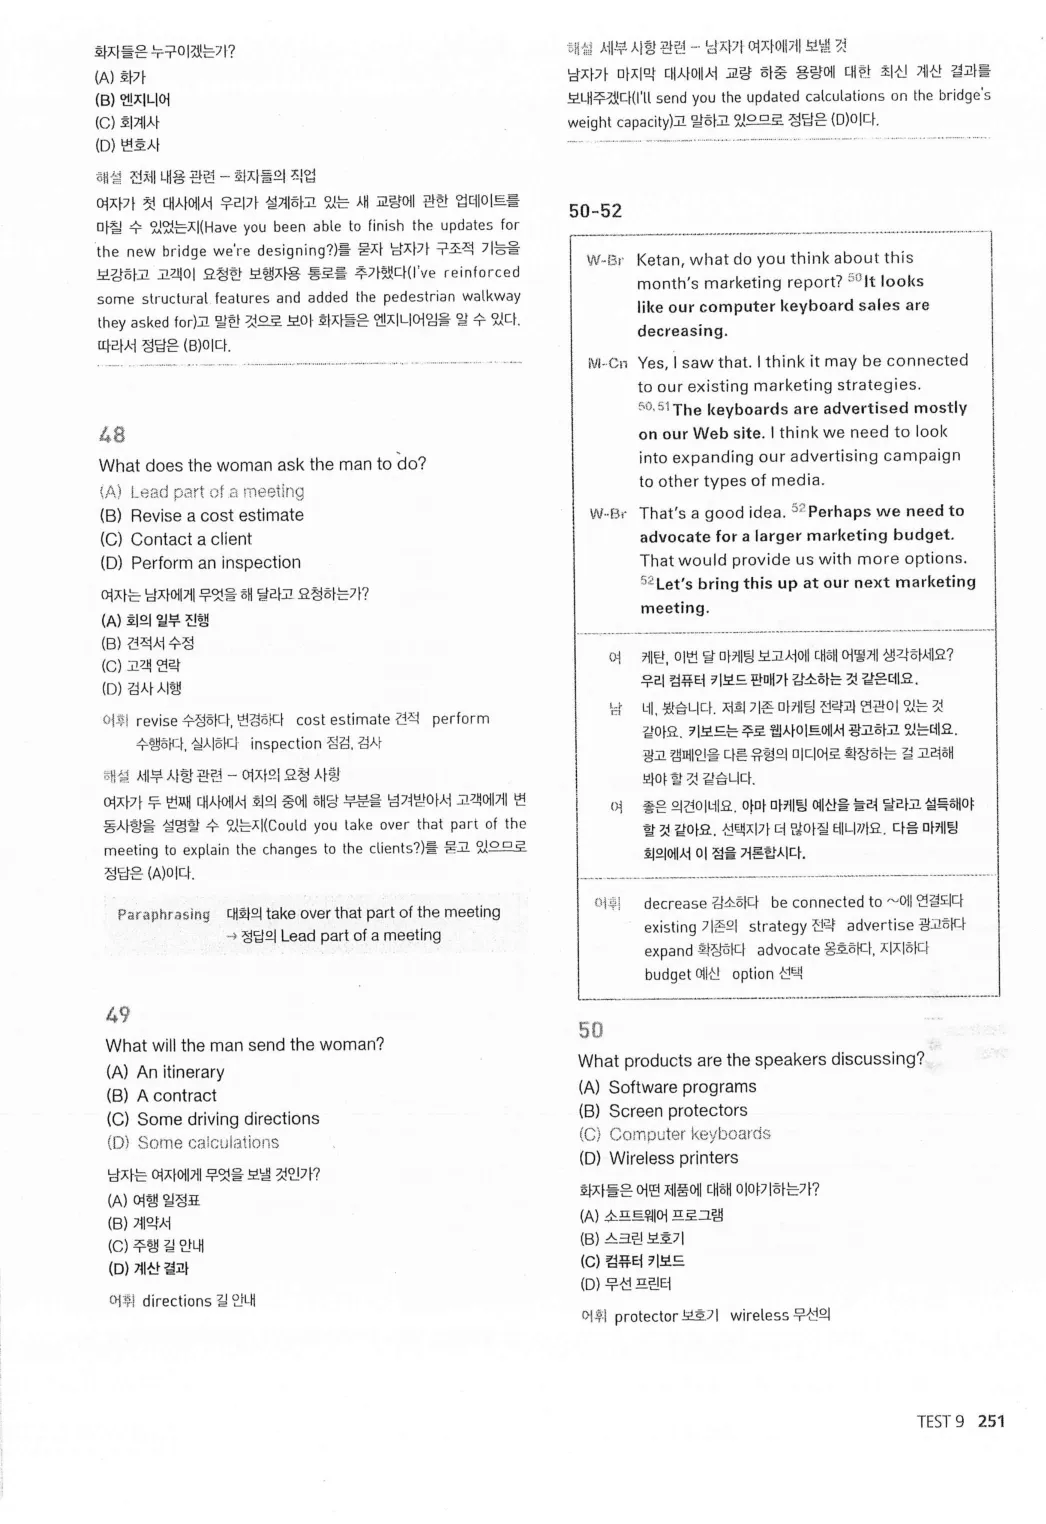 화자들은 누구이겠는가?
(A) 화가
(B) 엔지니어
(C) 회계사
(D) 변호사
해설 전체 내용 관련 – 화자들의 직업
여자가 첫 대사에서 우리가 설계하고 있는 새 교량에 관한 업데이트를
마칠 수 있었는지(Have you been able to finish the updates for
the new bridge we're designing?)를 묻자 남자가 구조적 기능을
보강하고 고객이 요청한 보행자용 통로를 추가했다(I've reinforced
some structural features and added the pedestrian walkway
they asked for)고 말한 것으로 보아 화자들은 엔지니어임을 알 수 있다.
따라서 정답은 (B)이다.
48
What does the woman ask the man to do?
(A) Lead part of a meeting
(B) Revise a cost estimate
(C) Contact a client
(D) Perform an inspection
여자는 남자에게 무엇을 해 달라고 요청하는가?
(A) 회의 일부 진행
(B) 견적서 수정
(C) 고객 연락
(D) 검사 시행
어휘 revise 수정하다, 변경하다 cost estimate 견적 perform
수행하다, 실시하다 inspection 점검, 검사
해설 세부 사항 관련 – 여자의 요청 사항
여자가 두 번째 대사에서 회의 중에 해당 부분을 넘겨받아서 고객에게 변
동사항을 설명할 수 있는지(Could you take over that part of the
meeting to explain the changes to the clients?)를 묻고 있으므로
정답은 (A)이다.
Paraphrasing 대화의 take over that part of the meeting
→ 정답의 Lead part of a meeting
49
What will the man send the woman?
(A) An itinerary
(B) A contract
(C) Some driving directions
(D) Some calculations
남자는 여자에게 무엇을 보낼 것인가?
(A) 여행 일정표
(B) 계약서
(C) 주행 길 안내
(D) 계산 결과
어휘 directions 길 안내
해설 세부 사항 관련 – 남자가 여자에게 보낼 것
남자가 마지막 대사에서 교량 하중 용량에 대한 최신 계산 결과를
보내주겠다(I'll send you the updated calculations on the bridge's
weight capacity)고 말하고 있으므로 정답은 (D)이다.
50-52
W-Br Ketan, what do you think about this
month's marketing report? 50 It looks
like our computer keyboard sales are
decreasing.
M-Cn Yes, I saw that. I think it may be connected
to our existing marketing strategies.
50, 51 The keyboards are advertised mostly
on our Web site. I think we need to look
into expanding our advertising campaign
to other types of media.
W-Br That's a good idea. 52 Perhaps we need to
advocate for a larger marketing budget.
That would provide us with more options.
52 Let's bring this up at our next marketing
meeting.
여 케탄, 이번 달 마케팅 보고서에 대해 어떻게 생각하세요?
우리 컴퓨터 키보드 판매가 감소하는 것 같은데요.
남 네, 봤습니다. 저희 기존 마케팅 전략과 연관이 있는 것
같아요. 키보드는 주로 웹사이트에서 광고하고 있는데요.
광고 캠페인을 다른 유형의 미디어로 확장하는 걸 고려해
봐야 할 것 같습니다.
여 좋은 의견이네요. 아마 마케팅 예산을 늘려 달라고 설득해야
할 것 같아요. 선택지가 더 많아질 테니까요. 다음 마케팅
회의에서 이 점을 거론합시다.
어휘 decrease 감소하다 be connected to ~에 연결되다
existing 기존의 strategy 전략 advertise 광고하다
expand 확장하다 advocate 옹호하다, 지지하다
budget 예산 option 선택
50
What products are the speakers discussing?
(A) Software programs
(B) Screen protectors
(C) Computer keyboards
(D) Wireless printers
화자들은 어떤 제품에 대해 이야기하는가?
(A) 소프트웨어 프로그램
(B) 스크린 보호기
(C) 컴퓨터 키보드
(D) 무선 프린터
어휘 protector 보호기 wireless 무선의
TEST 9 251